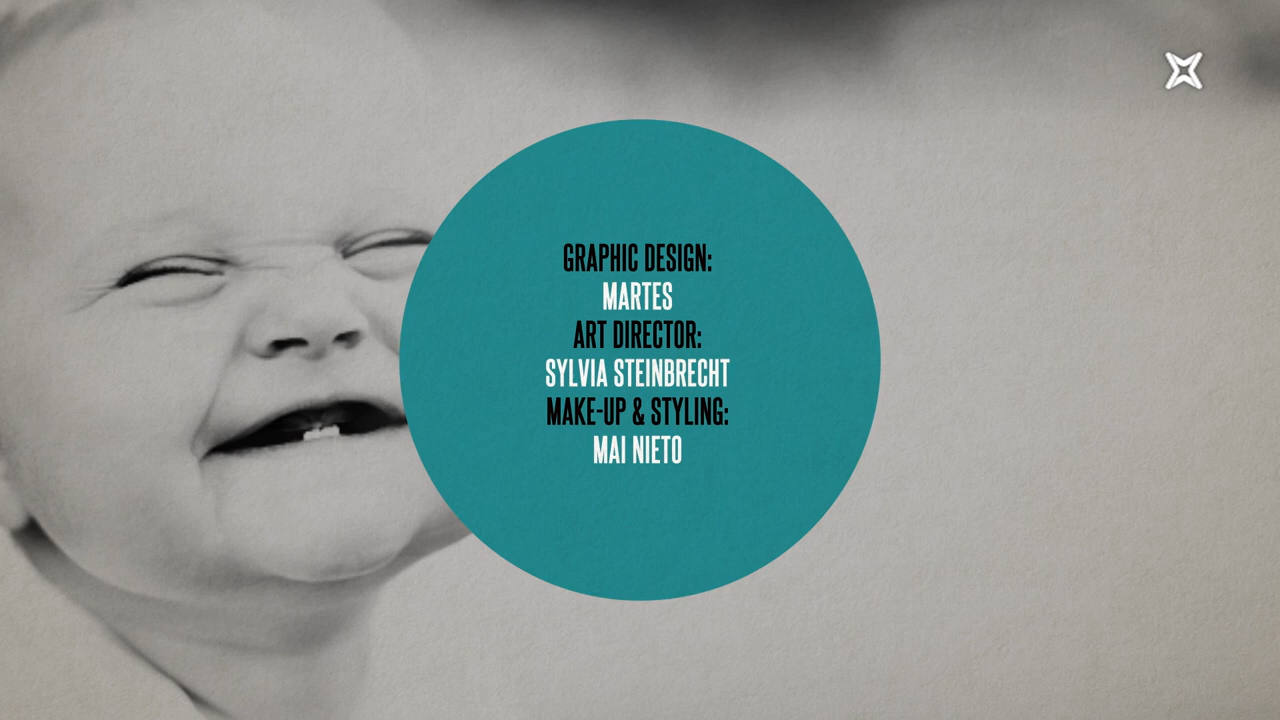 GRAPHIC DESIGN:
MARTES
ART DIRECTOR:
SYLVIA STEINBRECHT
MAKE-UP & STYLING:
MAI NIETO